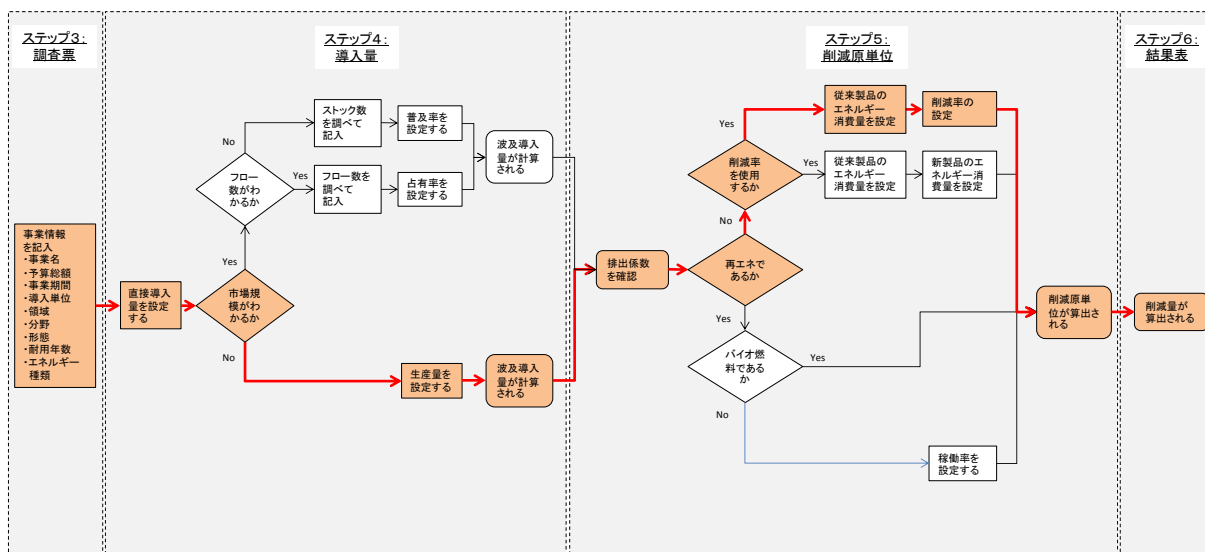 ステップ3：
調査票
事業情報
を記入
・事業名
・予算総額
・事業期間
・導入単位
・領域
・分野
・形態
・耐用年数
・エネルギー
種類
ステップ4：
導入量
直接導入
量を設定
する
市場規
模がわ
かるか
Yes
No
フロー
数がわ
かるか
No
Yes
ストック数
を調べて
記入
普及率を
設定する
フロー数を
調べて
記入
占有率を
設定する
波及導入
量が計算
される
生産量を
設定する
波及導入
量が計算
される
ステップ5：
削減原単位
排出係数
を確認
再エネで
あるか
No
Yes
削減率
を使用
するか
Yes
Yes
従来製品の
エネルギー
消費量を設定
削減率の
設定
従来製品の
エネルギー
消費量を設定
新製品のエ
ネルギー消
費量を設定
バイオ燃
料である
か
Yes
No
稼働率を
設定する
削減原単
位が算出さ
れる
ステップ6：
結果表
削減量が
算出される